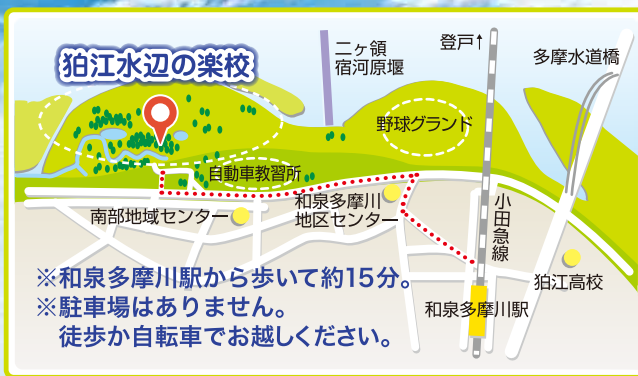 二ヶ領
宿河原堰
登戸↑
多摩水道橋
狛江水辺の楽校
野球グランド
自動車教習所
和泉多摩川
地区センター
南部地域センター
小田急線
狛江高校
和泉多摩川駅
※和泉多摩川駅から歩いて約15分。
※駐車場はありません。
徒歩か自転車でお越しください。